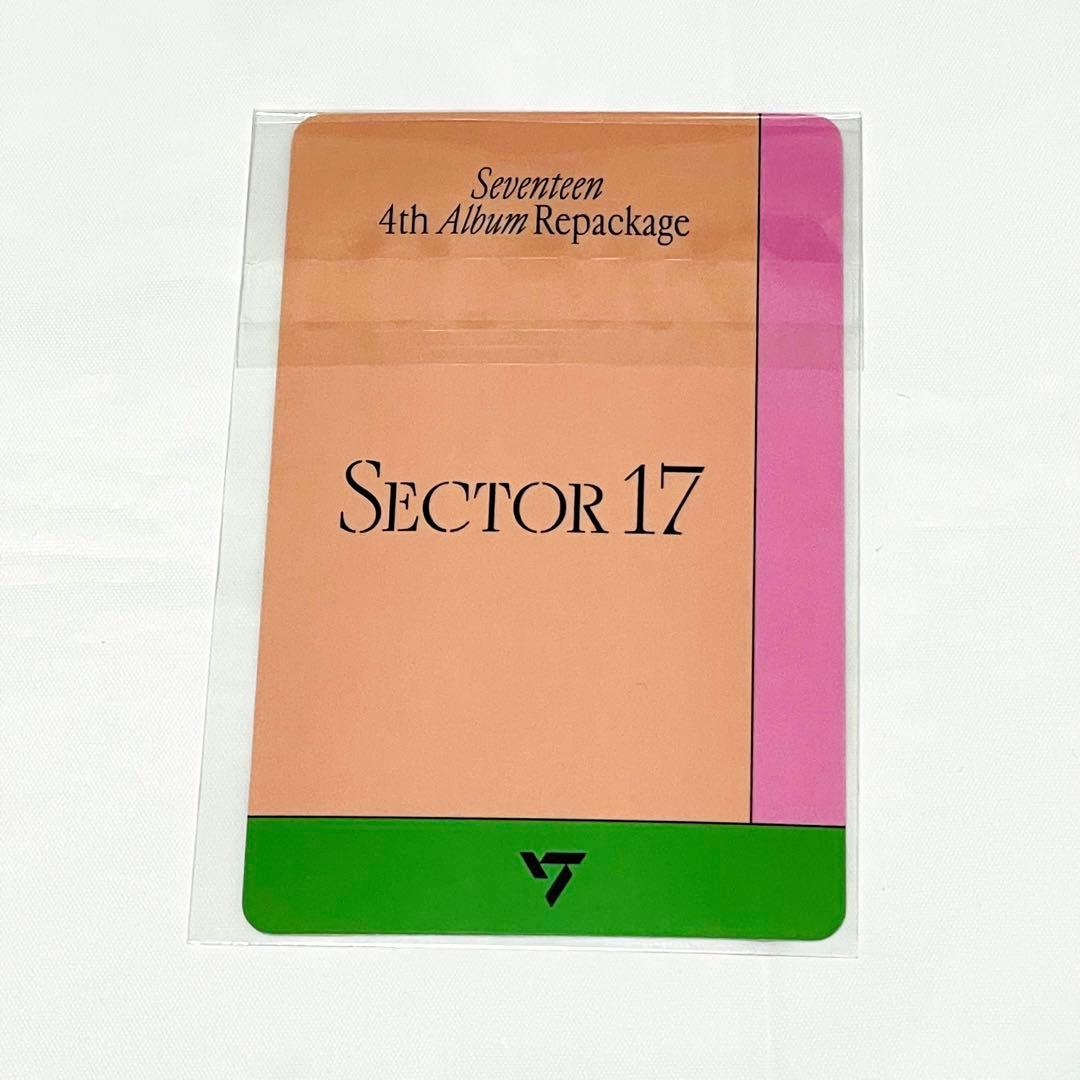 Seventeen
4th Album Repackage
SECTOR 17